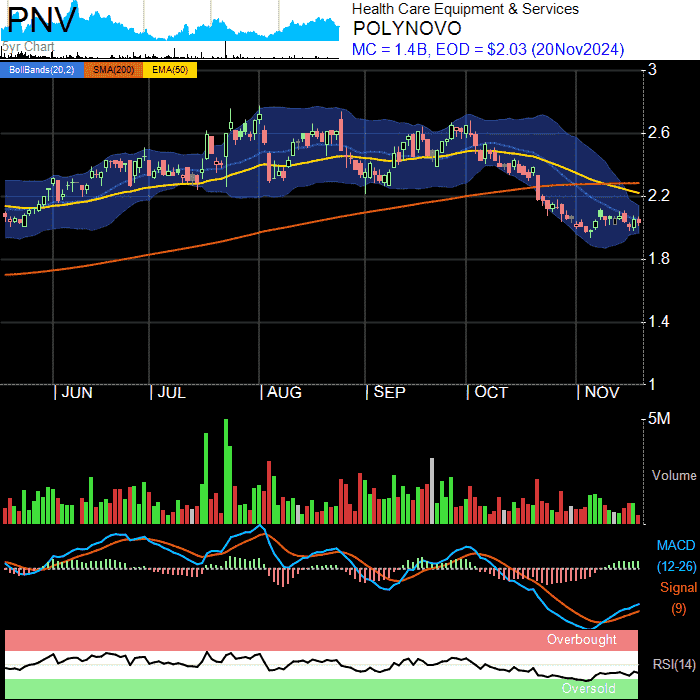 PNV
5yr Chart
Health Care Equipment & Services
POLYNOVO
MC = 1.4B, EOD = $2.03 (20Nov2024)
BollBands(20,2) SMA(200) EMA(50)
3
2.6
2.2
1.8
1.4
1
JUN JUL AUG SEP OCT NOV
5M
Volume
MACD
(12-26)
Signal
(9)
Overbought
RSI(14)
Oversold